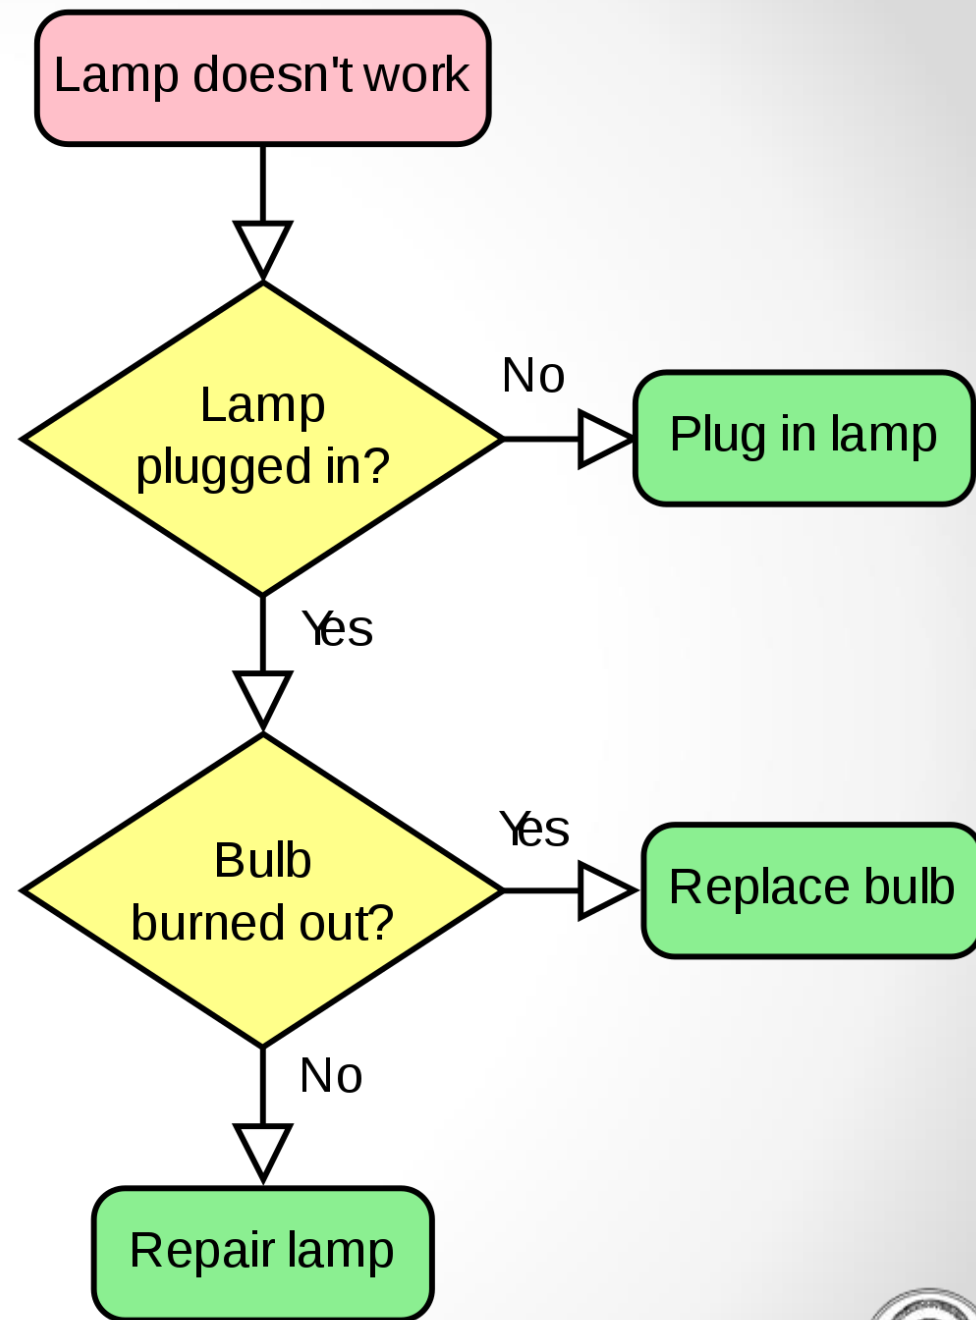 Lamp doesn't work
Lamp
plugged in?
No
Plug in lamp
Yes
Bulb
burned out?
Yes
Replace bulb
No
Repair lamp